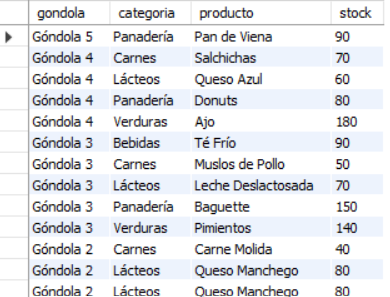 gondola categoria producto stock
Góndola 5 Panadería Pan de Viena 90
Góndola 4 Carnes Salchichas 70
Góndola 4 Lácteos Queso Azul 60
Góndola 4 Panadería Donuts 80
Góndola 4 Verduras Ajo 180
Góndola 3 Bebidas Té Frío 90
Góndola 3 Carnes Muslos de Pollo 50
Góndola 3 Lácteos Leche Deslactosada 70
Góndola 3 Panadería Baguette 150
Góndola 3 Verduras Pimientos 140
Góndola 2 Carnes Carne Molida 40
Góndola 2 Lácteos Queso Manchego 80
Góndola 2 Lácteos Queso Manchego 80